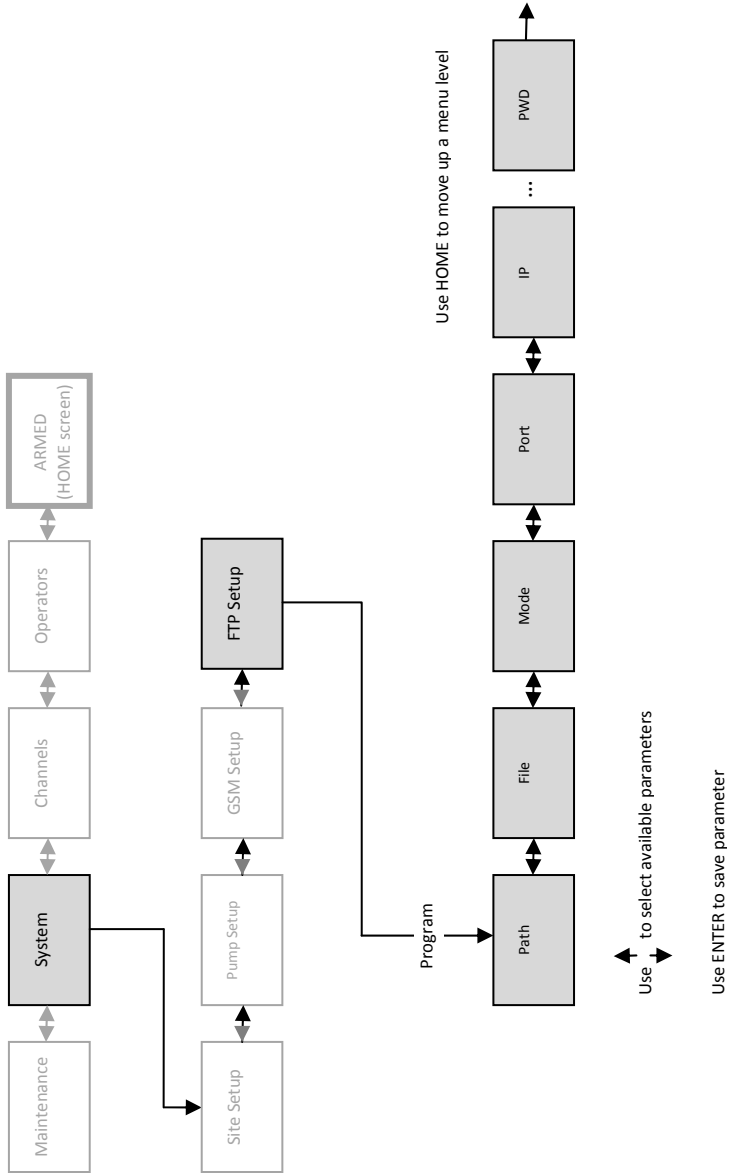 Maintenance
System
Channels
Operators
ARMED
(HOME screen)
Site Setup
Pump Setup
GSM Setup
FTP Setup
Program
Path
File
Mode
Port
IP
...
PWD
Use to select available parameters
Use HOME to move up a menu level
Use ENTER to save parameter